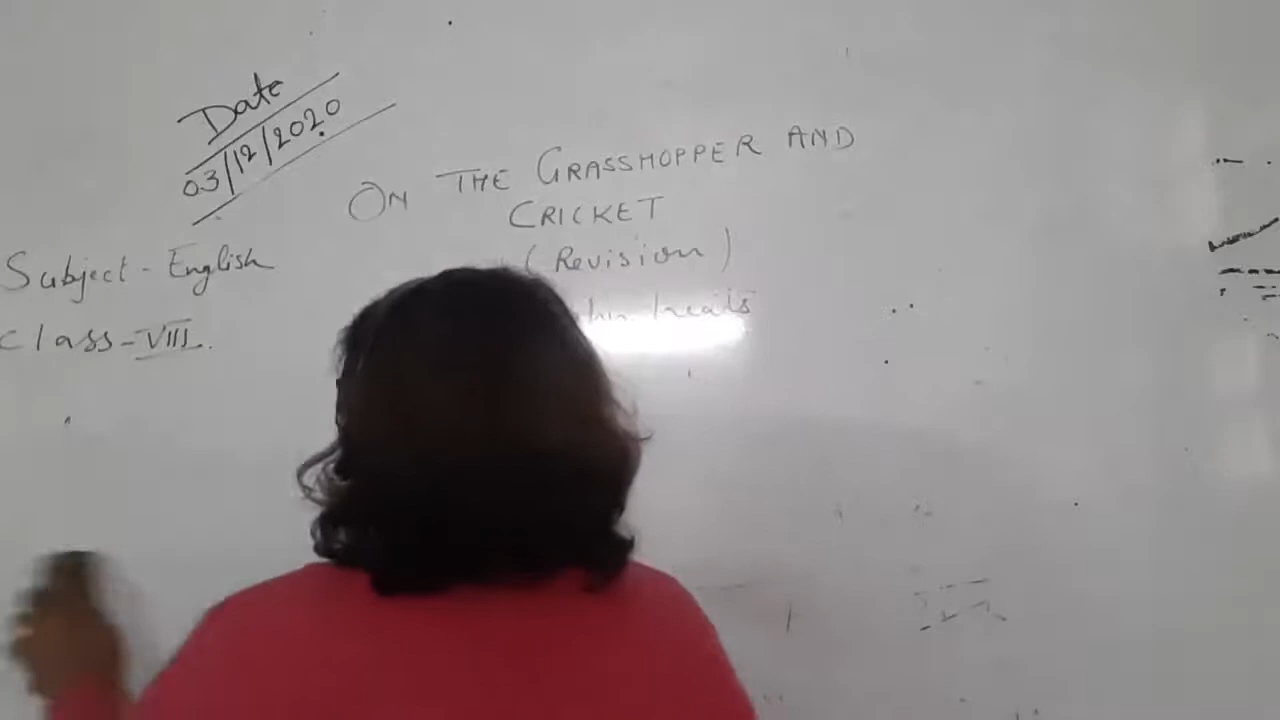 Date
03/12/2020
ON THE GRASSHOPPER AND
CRICKET
(Revision)
Subject - English
Class - VIII.